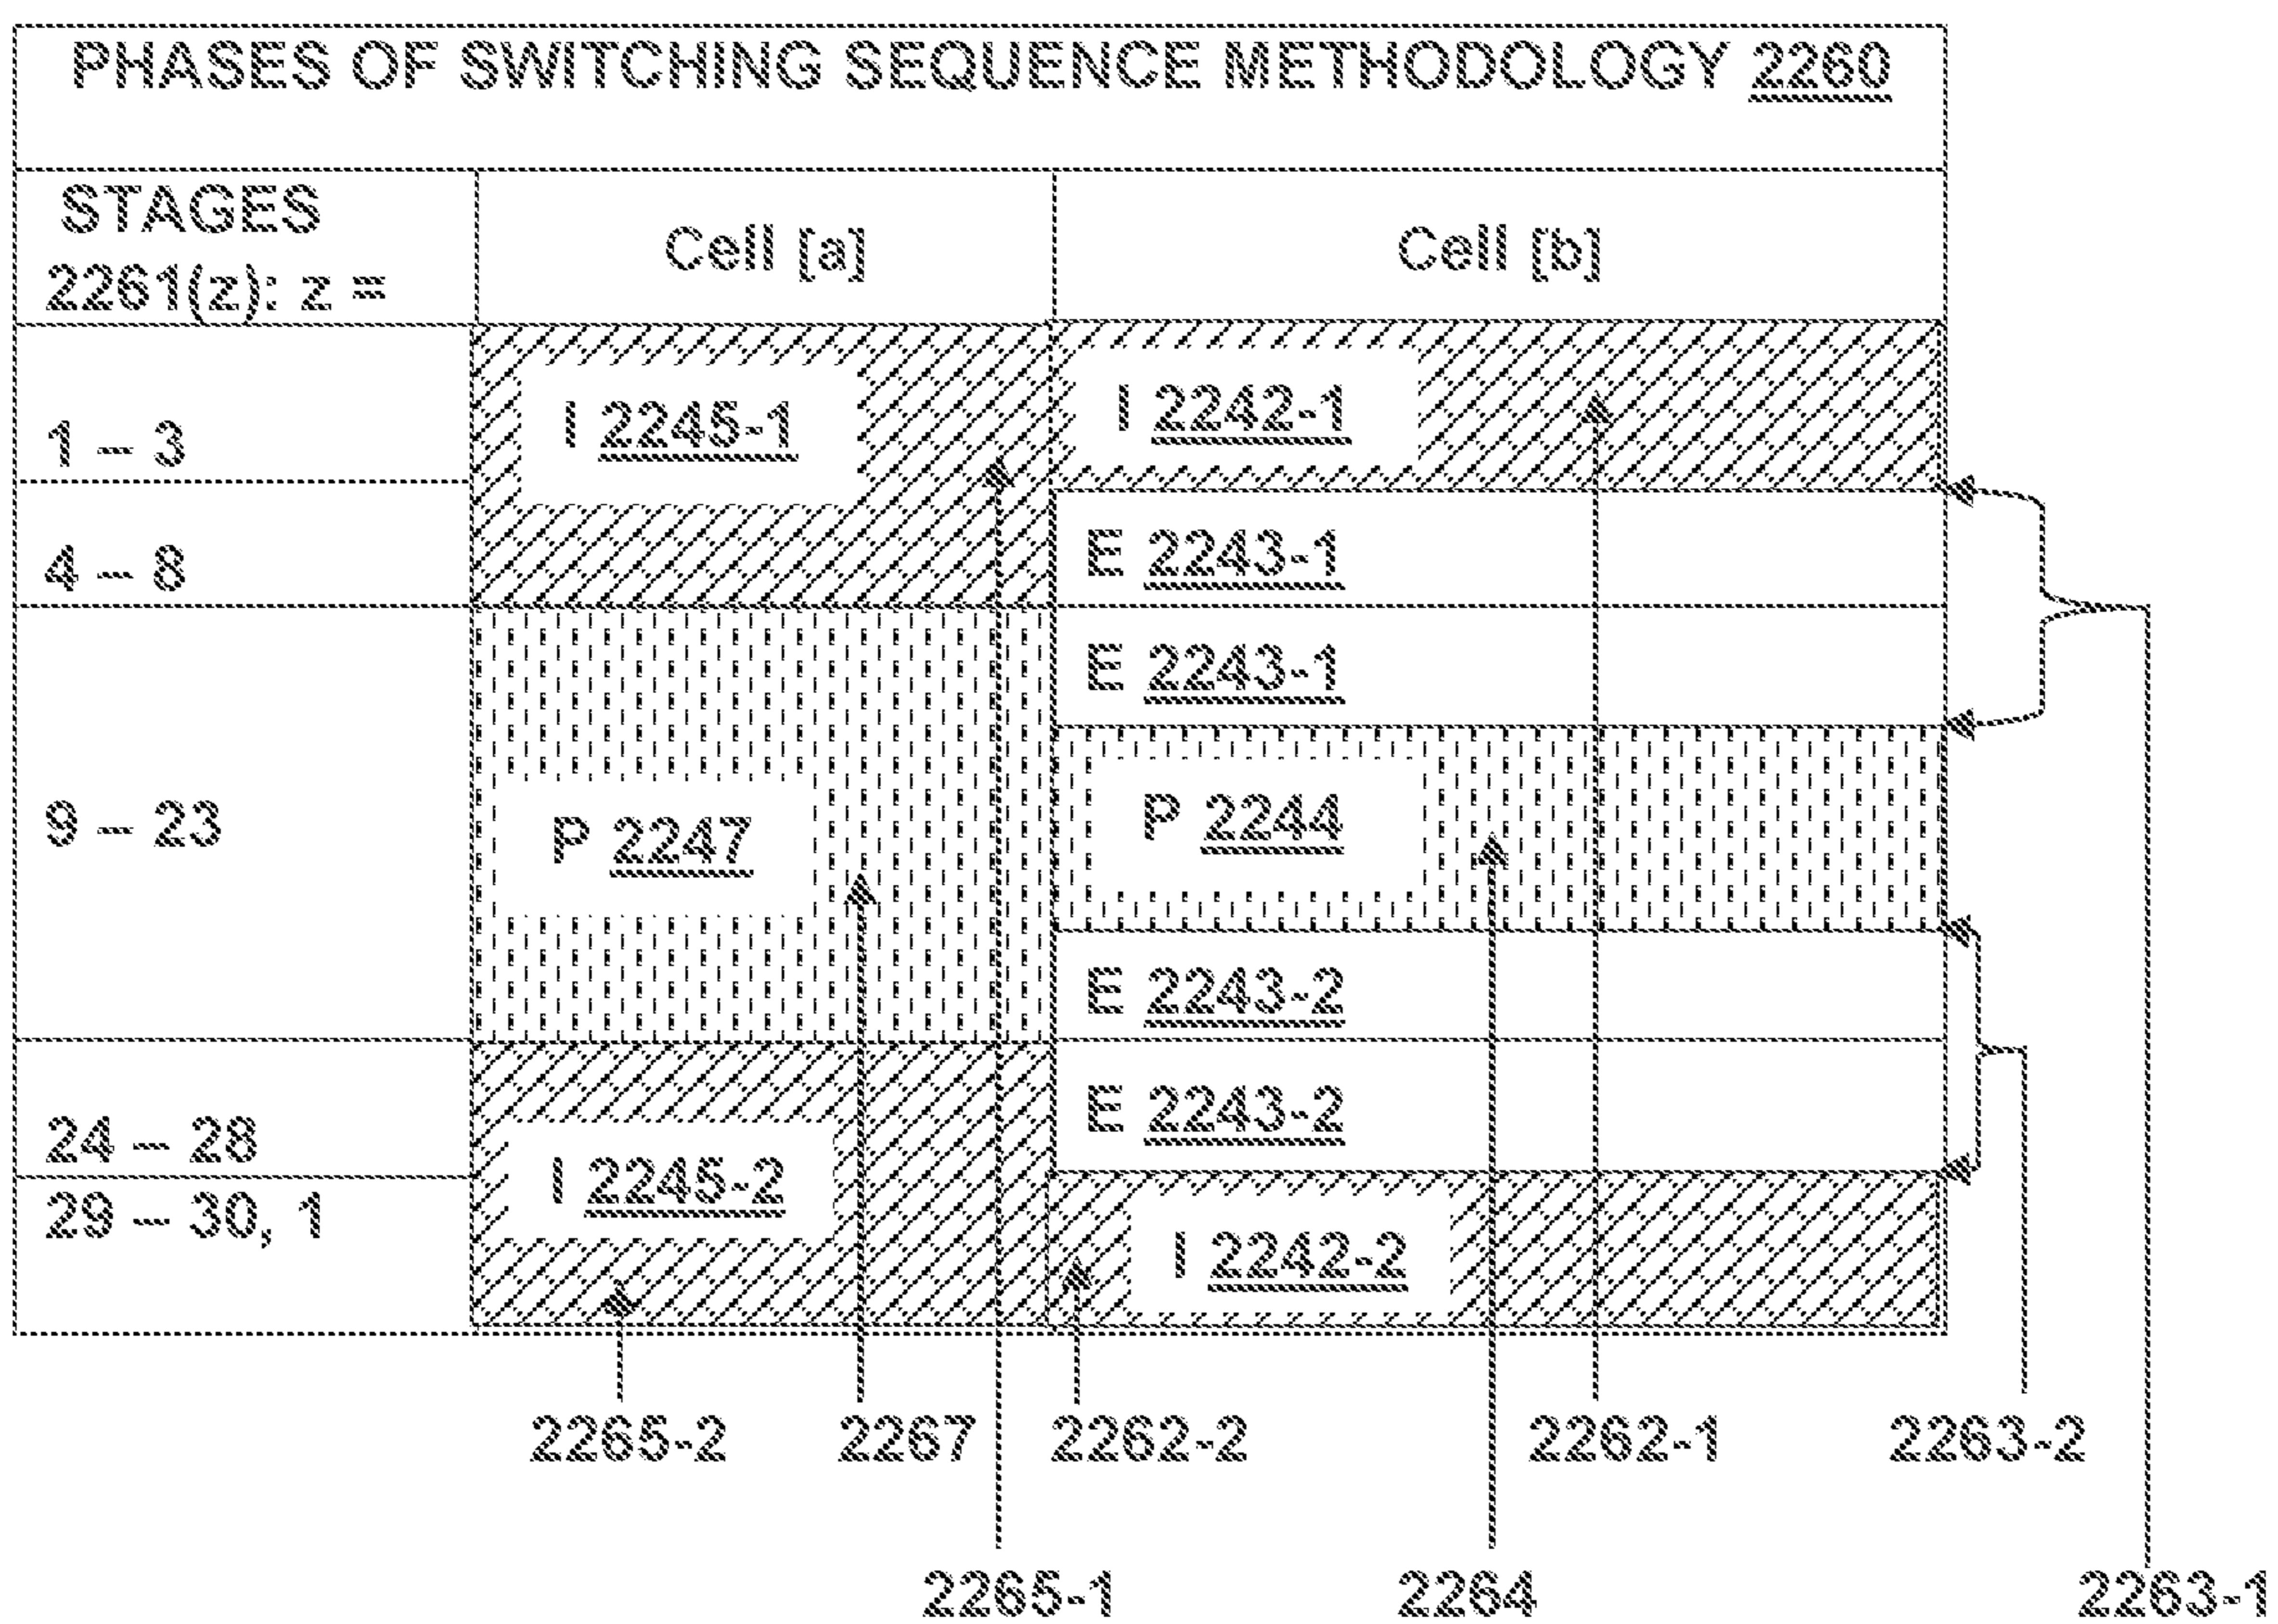 PHASES OF SWITCHING SEQUENCE METHODOLOGY 2260
STAGES
2261(z): z =
Cell [a]
Cell [b]
1 – 3
I 2245-1
I 2242-1
4 – 8
E 2243-1
E 2243-1
9 – 23
P 2247
P 2244
E 2243-2
24 – 28
E 2243-2
29 – 30, 1
I 2245-2
I 2242-2
2265-2
2267
2262-2
2262-1
2263-2
2265-1
2264
2263-1